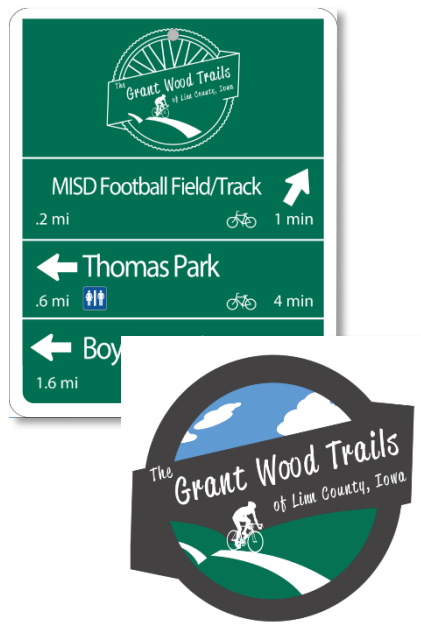 The
Grant Wood Trails
of Linn County, Iowa
MISD Football Field/Track
.2 mi
1 min
Thomas Park
.6 mi
4 min
Boy
1.6 mi
The
Grant Wood Trails
of Linn County, Iowa